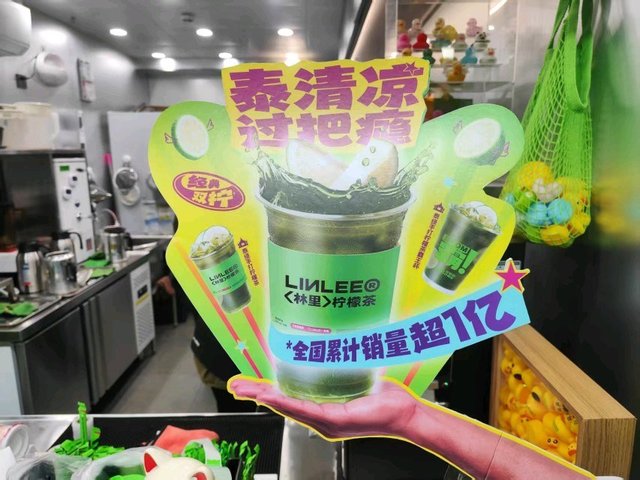 泰清凉
过把瘾
经典
双柠
LINLEE®
〈林里〉柠檬茶
*全国累计销量超1亿